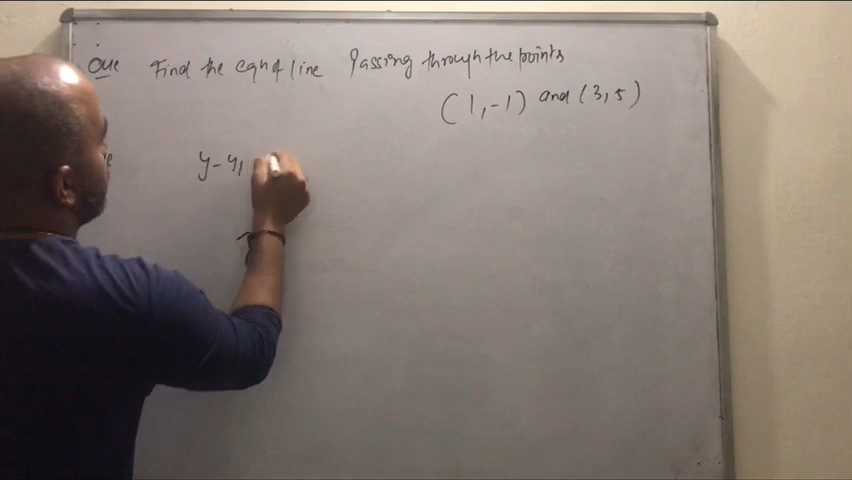 Que Find the eqn of line Passing through the points
(1,-1) and (3,5)
y-y₁